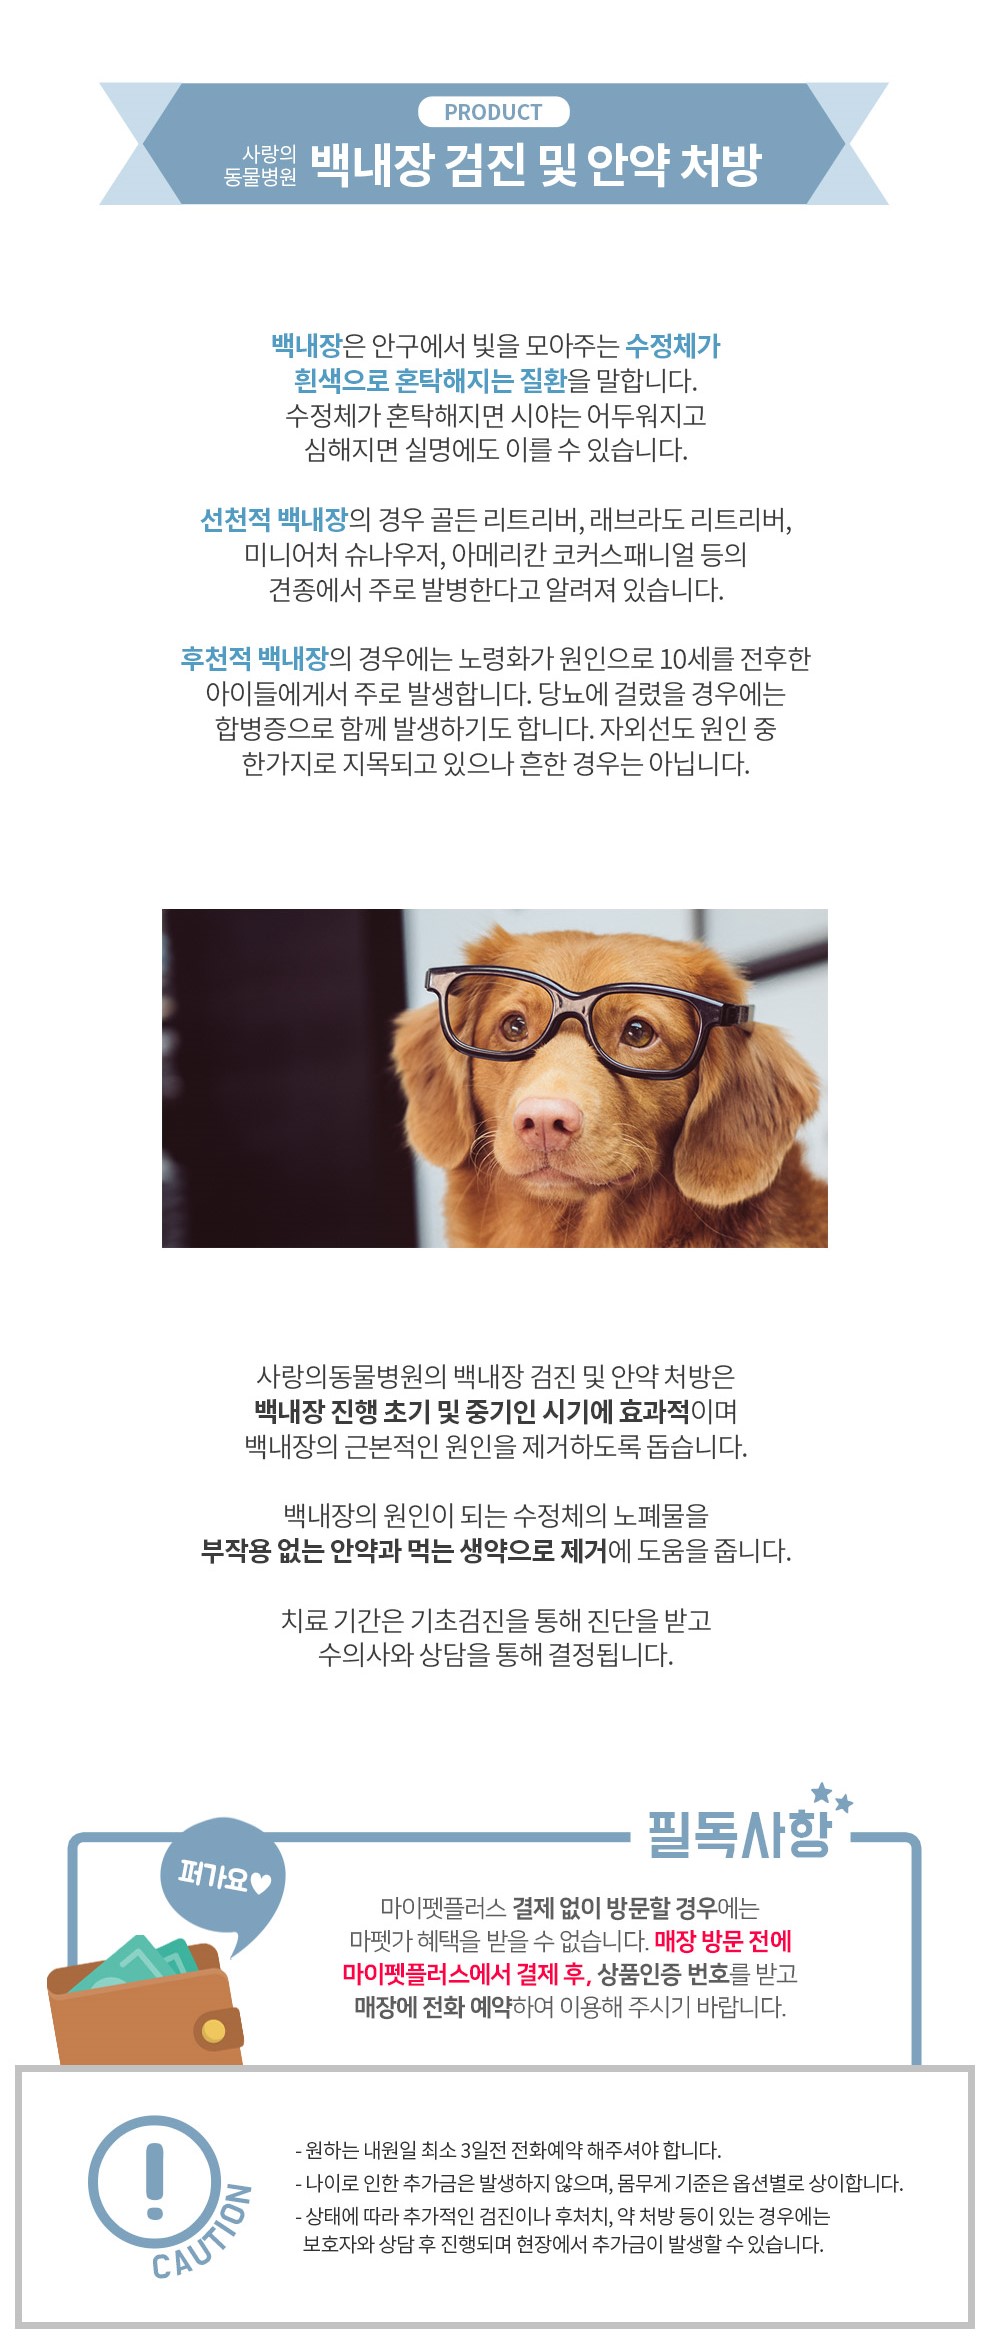 PRODUCT
사랑의
동물병원
백내장 검진 및 안약 처방
백내장은 안구에서 빛을 모아주는 수정체가
흰색으로 혼탁해지는 질환을 말합니다.
수정체가 혼탁해지면 시야는 어두워지고
심해지면 실명에도 이를 수 있습니다.
선천적 백내장의 경우 골든 리트리버, 래브라도 리트리버,
미니어처 슈나우저, 아메리칸 코커스패니얼 등의
견종에서 주로 발병한다고 알려져 있습니다.
후천적 백내장의 경우에는 노령화가 원인으로 10세를 전후한
아이들에게서 주로 발생합니다. 당뇨에 걸렸을 경우에는
합병증으로 함께 발생하기도 합니다. 자외선도 원인 중
한가지로 지목되고 있으나 흔한 경우는 아닙니다.
사랑의동물병원의 백내장 검진 및 안약 처방은
백내장 진행 초기 및 중기인 시기에 효과적이며
백내장의 근본적인 원인을 제거하도록 돕습니다.
백내장의 원인이 되는 수정체의 노폐물을
부작용 없는 안약과 먹는 생약으로 제거에 도움을 줍니다.
치료 기간은 기초검진을 통해 진단을 받고
수의사와 상담을 통해 결정됩니다.
필독사항
퍼가요♥
마이펫플러스 결제 없이 방문할 경우에는
마펫가 혜택을 받을 수 없습니다. 매장 방문 전에
마이펫플러스에서 결제 후, 상품인증 번호를 받고
매장에 전화 예약하여 이용해 주시기 바랍니다.
CAUTION
- 원하는 내원일 최소 3일전 전화예약 해주셔야 합니다.
- 나이로 인한 추가금은 발생하지 않으며, 몸무게 기준은 옵션별로 상이합니다.
- 상태에 따라 추가적인 검진이나 후처치, 약 처방 등이 있는 경우에는
보호자와 상담 후 진행되며 현장에서 추가금이 발생할 수 있습니다.